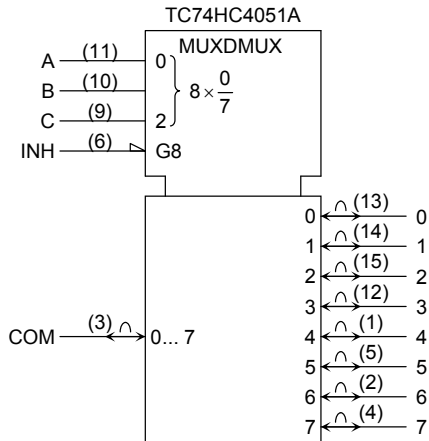 TC74HC4051A
MUXDMUX
A (11) 0
B (10) 8 × 0/7
C (9) 2
INH (6) G8
0 ∩ (13) 0
1 ∩ (14) 1
2 ∩ (15) 2
3 ∩ (12) 3
COM (3) ∩ 0... 7 4 ∩ (1) 4
5 ∩ (5) 5
6 ∩ (2) 6
7 ∩ (4) 7